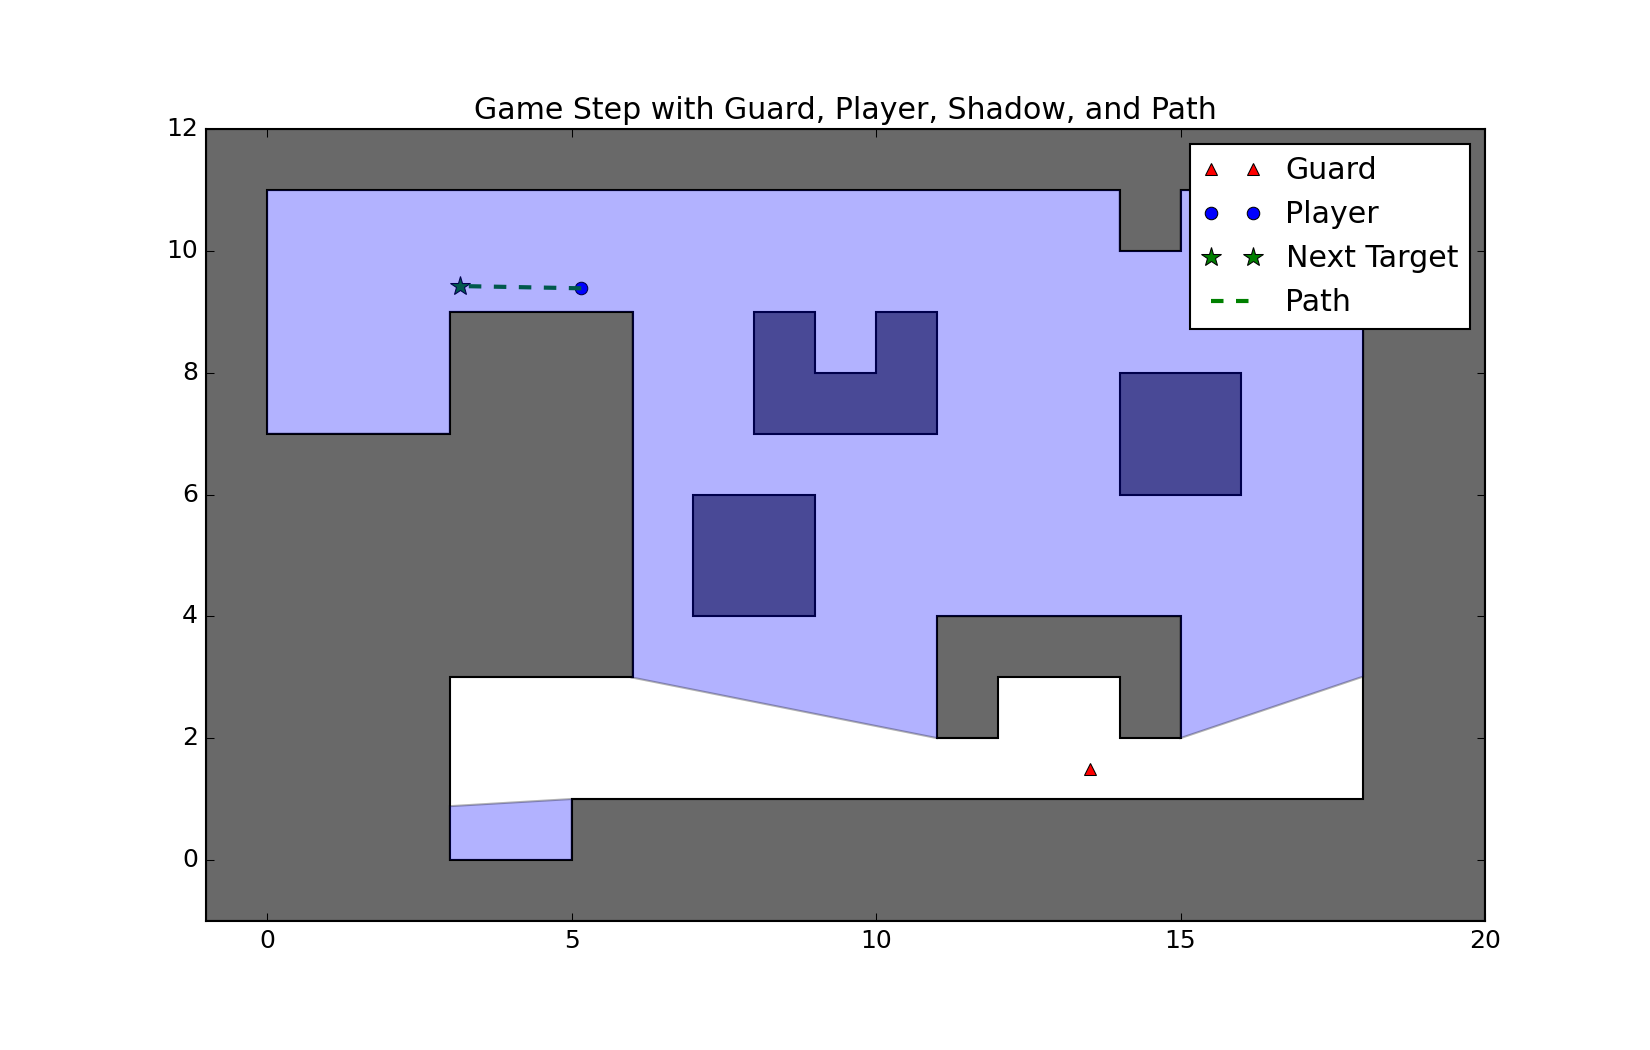 Game Step with Guard, Player, Shadow, and Path
12
10
8
6
4
2
0
Guard
Player
Next Target
Path
0 5 10 15 20